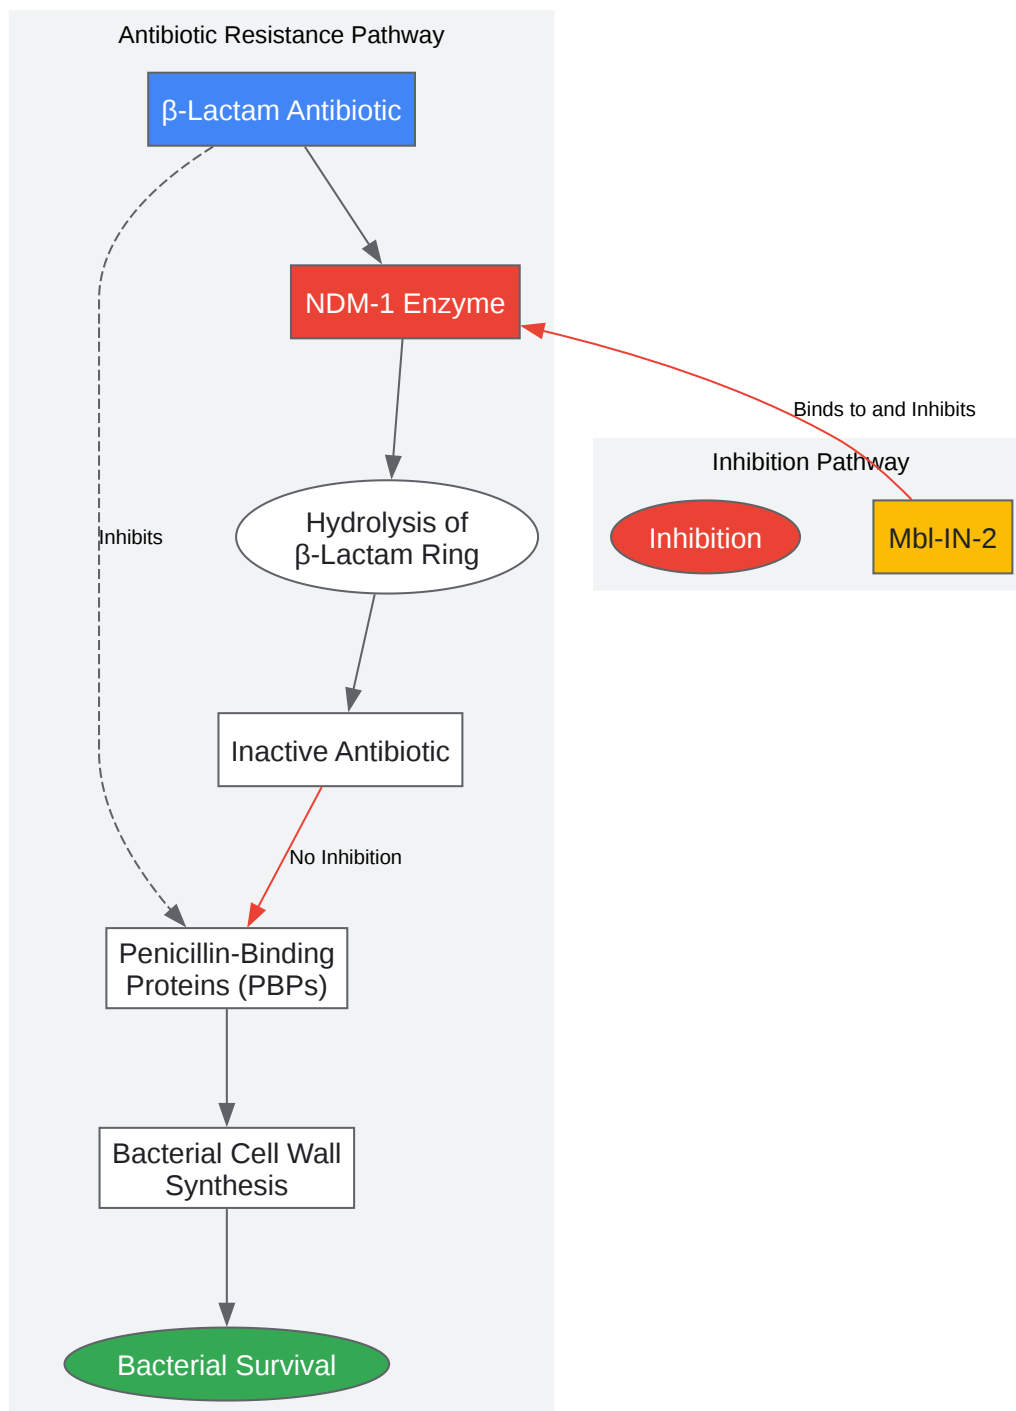 Antibiotic Resistance Pathway
β-Lactam Antibiotic
NDM-1 Enzyme
Binds to and Inhibits
Inhibition Pathway
Hydrolysis of
β-Lactam Ring
Inhibits
Inhibition
Mbl-IN-2
Inactive Antibiotic
No Inhibition
Penicillin-Binding
Proteins (PBPs)
Bacterial Cell Wall
Synthesis
Bacterial Survival